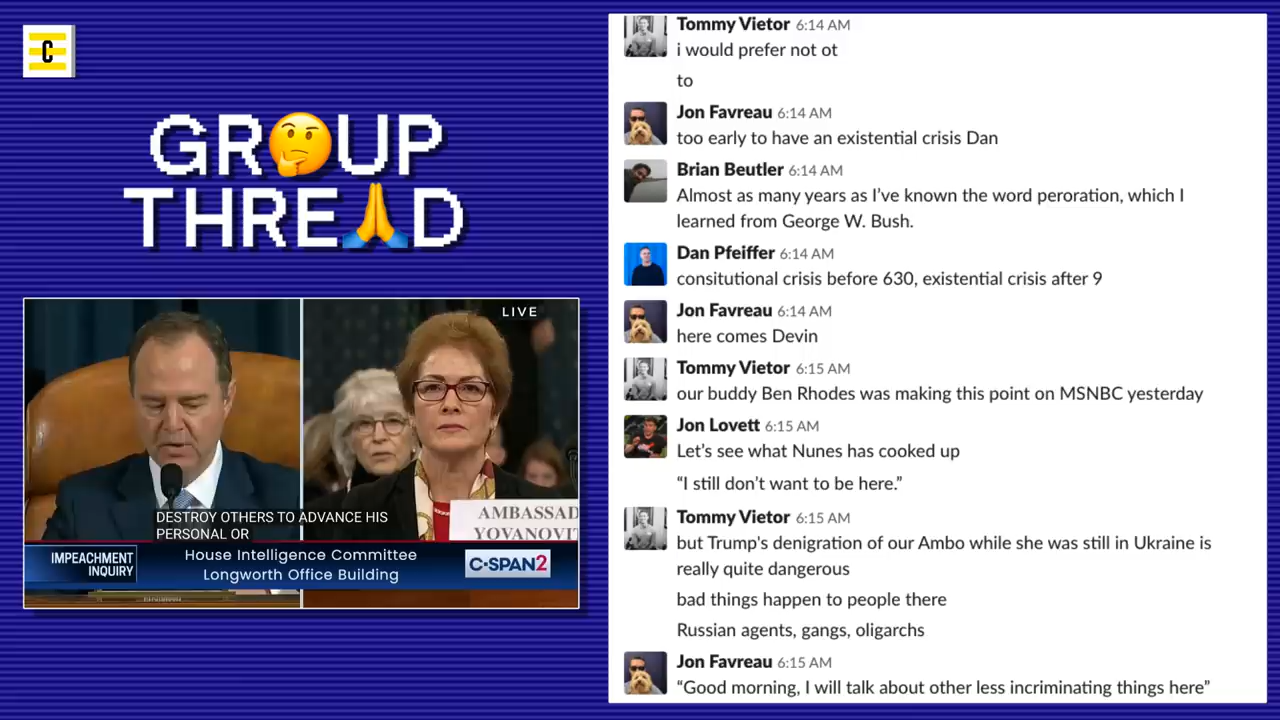 C
GR🤔UP
THRE🙏D
LIVE
AMBASSAD
YOVANOVIT
DESTROY OTHERS TO ADVANCE HIS
PERSONAL OR
IMPEACHMENT
INQUIRY
House Intelligence Committee
Longworth Office Building
C-SPAN2
Tommy Vietor 6:14 AM
i would prefer not ot
to
Jon Favreau 6:14 AM
too early to have an existential crisis Dan
Brian Beutler 6:14 AM
Almost as many years as I’ve known the word peroration, which I
learned from George W. Bush.
Dan Pfeiffer 6:14 AM
consitutional crisis before 630, existential crisis after 9
Jon Favreau 6:14 AM
here comes Devin
Tommy Vietor 6:15 AM
our buddy Ben Rhodes was making this point on MSNBC yesterday
Jon Lovett 6:15 AM
Let’s see what Nunes has cooked up
“I still don’t want to be here.”
Tommy Vietor 6:15 AM
but Trump's denigration of our Ambo while she was still in Ukraine is
really quite dangerous
bad things happen to people there
Russian agents, gangs, oligarchs
Jon Favreau 6:15 AM
“Good morning, I will talk about other less incriminating things here”